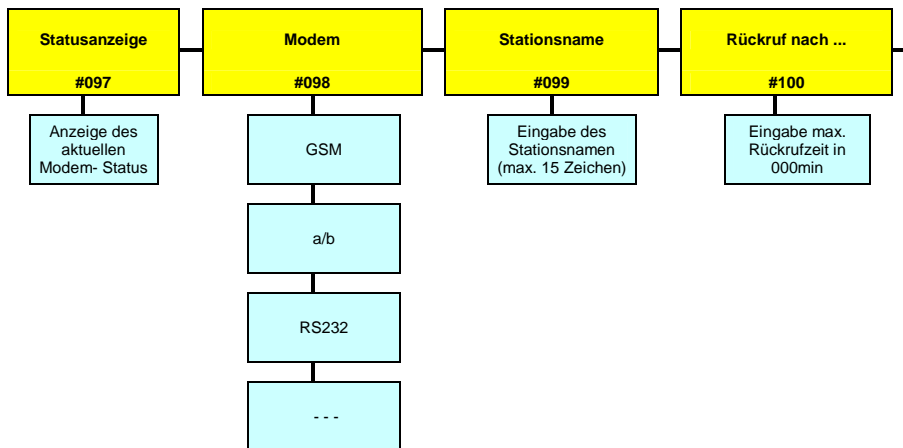 Statusanzeige
#097
Anzeige des
aktuellen
Modem- Status
Modem
#098
GSM
a/b
RS232
- - -
Stationsname
#099
Eingabe des
Stationsnamen
(max. 15 Zeichen)
Rückruf nach ...
#100
Eingabe max.
Rückrufzeit in
000min